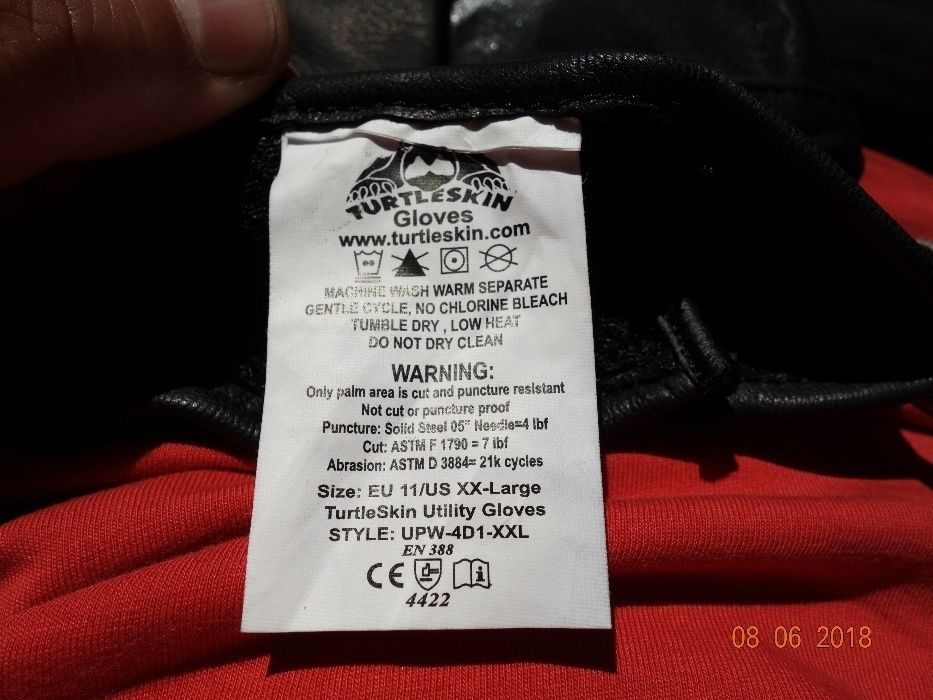 TURTLESKIN
Gloves
www.turtleskin.com
MACHINE WASH WARM SEPARATE
GENTLE CYCLE, NO CHLORINE BLEACH
TUMBLE DRY , LOW HEAT
DO NOT DRY CLEAN
WARNING:
Only palm area is cut and puncture resistant
Not cut or puncture proof
Puncture: Solid Steel 05" Needle=4 lbf
Cut: ASTM F 1790 = 7 lbf
Abrasion: ASTM D 3884= 21k cycles
Size: EU 11/US XX-Large
TurtleSkin Utility Gloves
STYLE: UPW-4D1-XXL
EN 388
CE
4422
08 06 2018